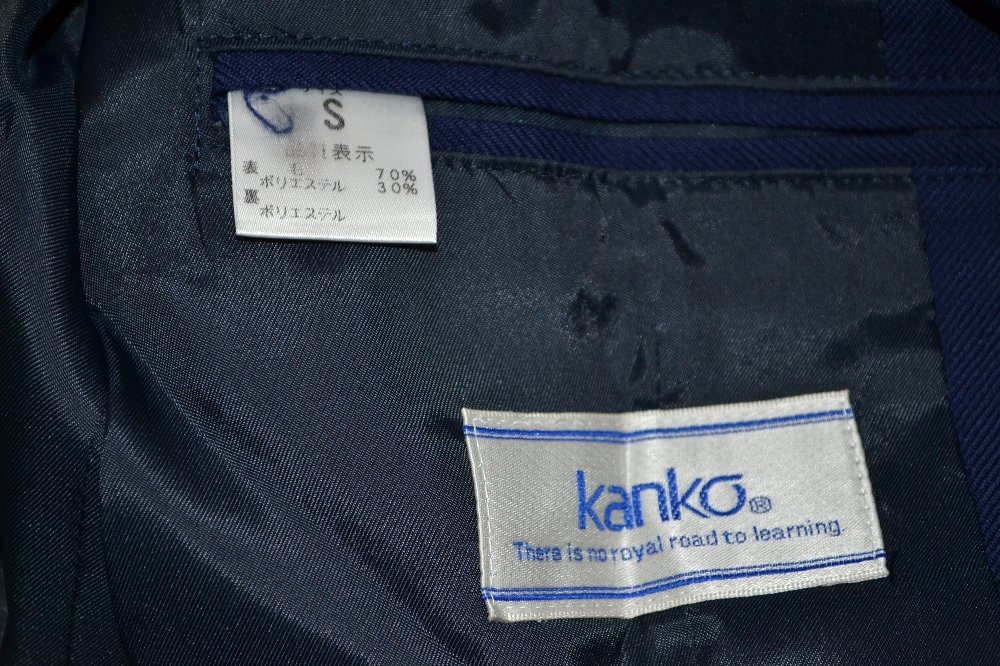 S
表示
表 毛 70%
ポリエステル 30%
裏
ポリエステル
kanko®
There is no royal road to learning.